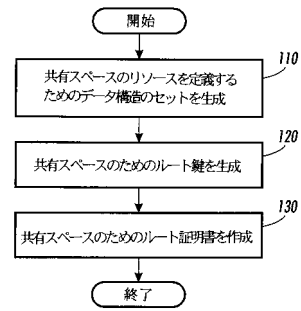 開始
110
共有スペースのリソースを定義する
ためのデータ構造のセットを生成
120
共有スペースのためのルート鍵を生成
130
共有スペースのためのルート証明書を作成
終了